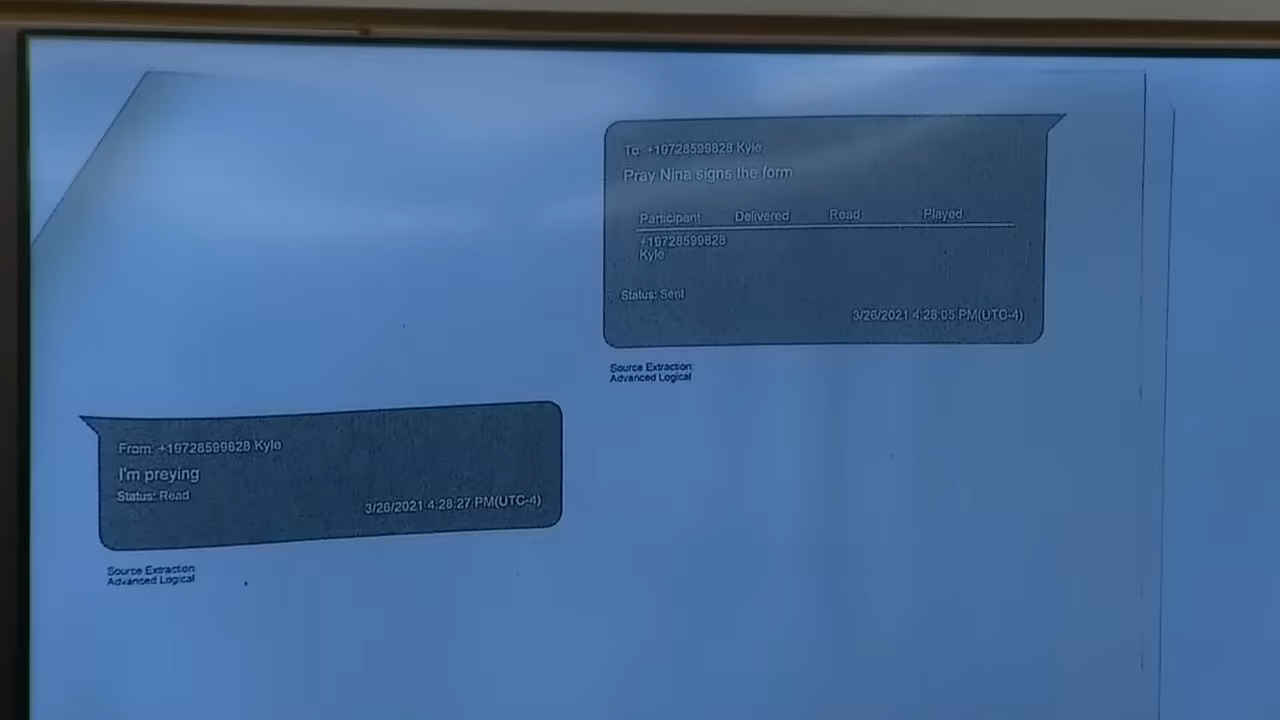 To: +19728599828 Kyle
Pray Nina signs the form
Participant Delivered Read Played
+19728599828
Kyle
Status: Sent
3/26/2021 4:28:05 PM(UTC-4)
Source Extraction:
Advanced Logical
From: +19728599828 Kyle
I'm preying
Status: Read
3/26/2021 4:28:27 PM(UTC-4)
Source Extraction:
Advanced Logical